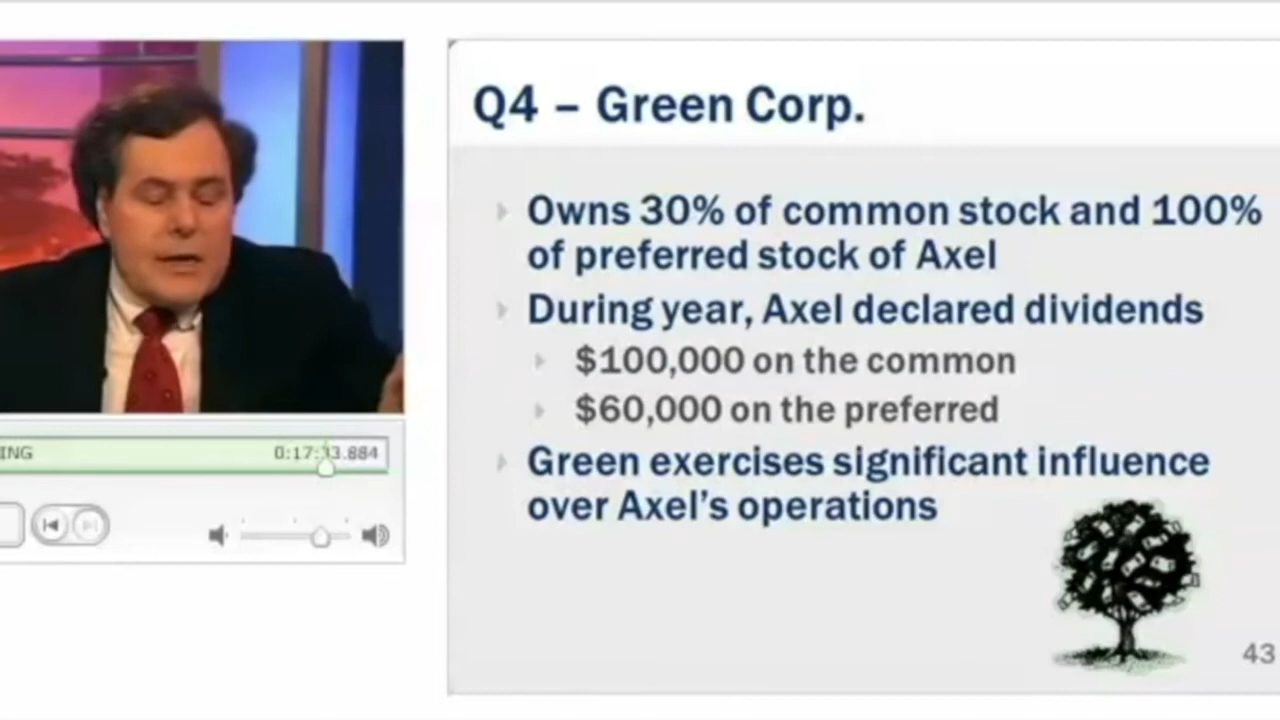 Q4 – Green Corp.
Owns 30% of common stock and 100%
of preferred stock of Axel
During year, Axel declared dividends
$100,000 on the common
$60,000 on the preferred
Green exercises significant influence
over Axel's operations
ING
0:17:33.884
43